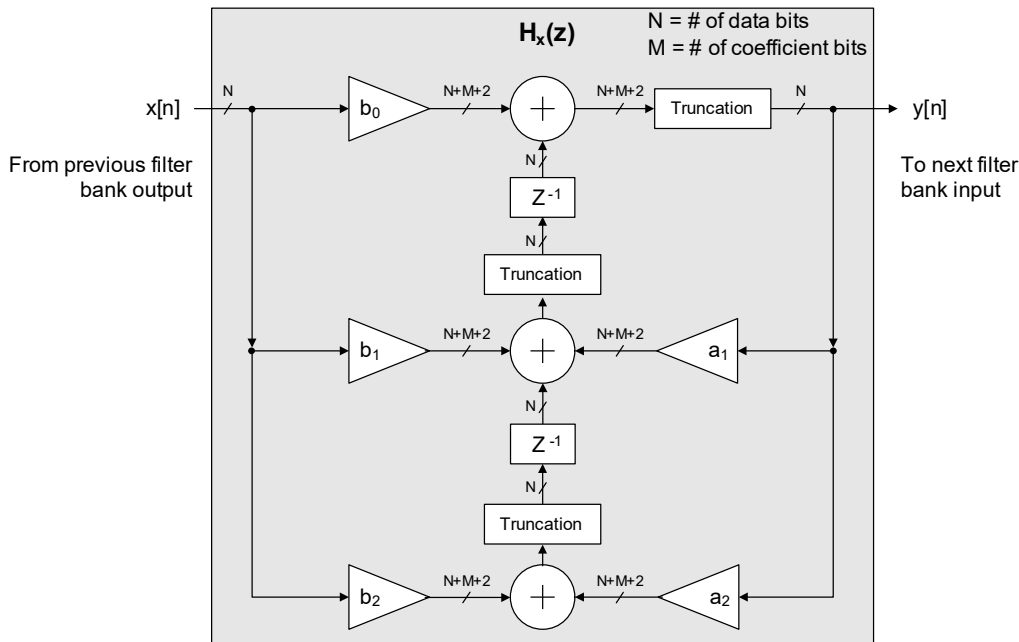 Hx(z)
N = # of data bits
M = # of coefficient bits
x[n]
N
b0
N+M+2
+
N+M+2
Truncation
N
y[n]
From previous filter
bank output
To next filter
bank input
N
Z -1
N
Truncation
b1
N+M+2
+
N+M+2
a1
N
Z -1
N
Truncation
b2
N+M+2
+
N+M+2
a2